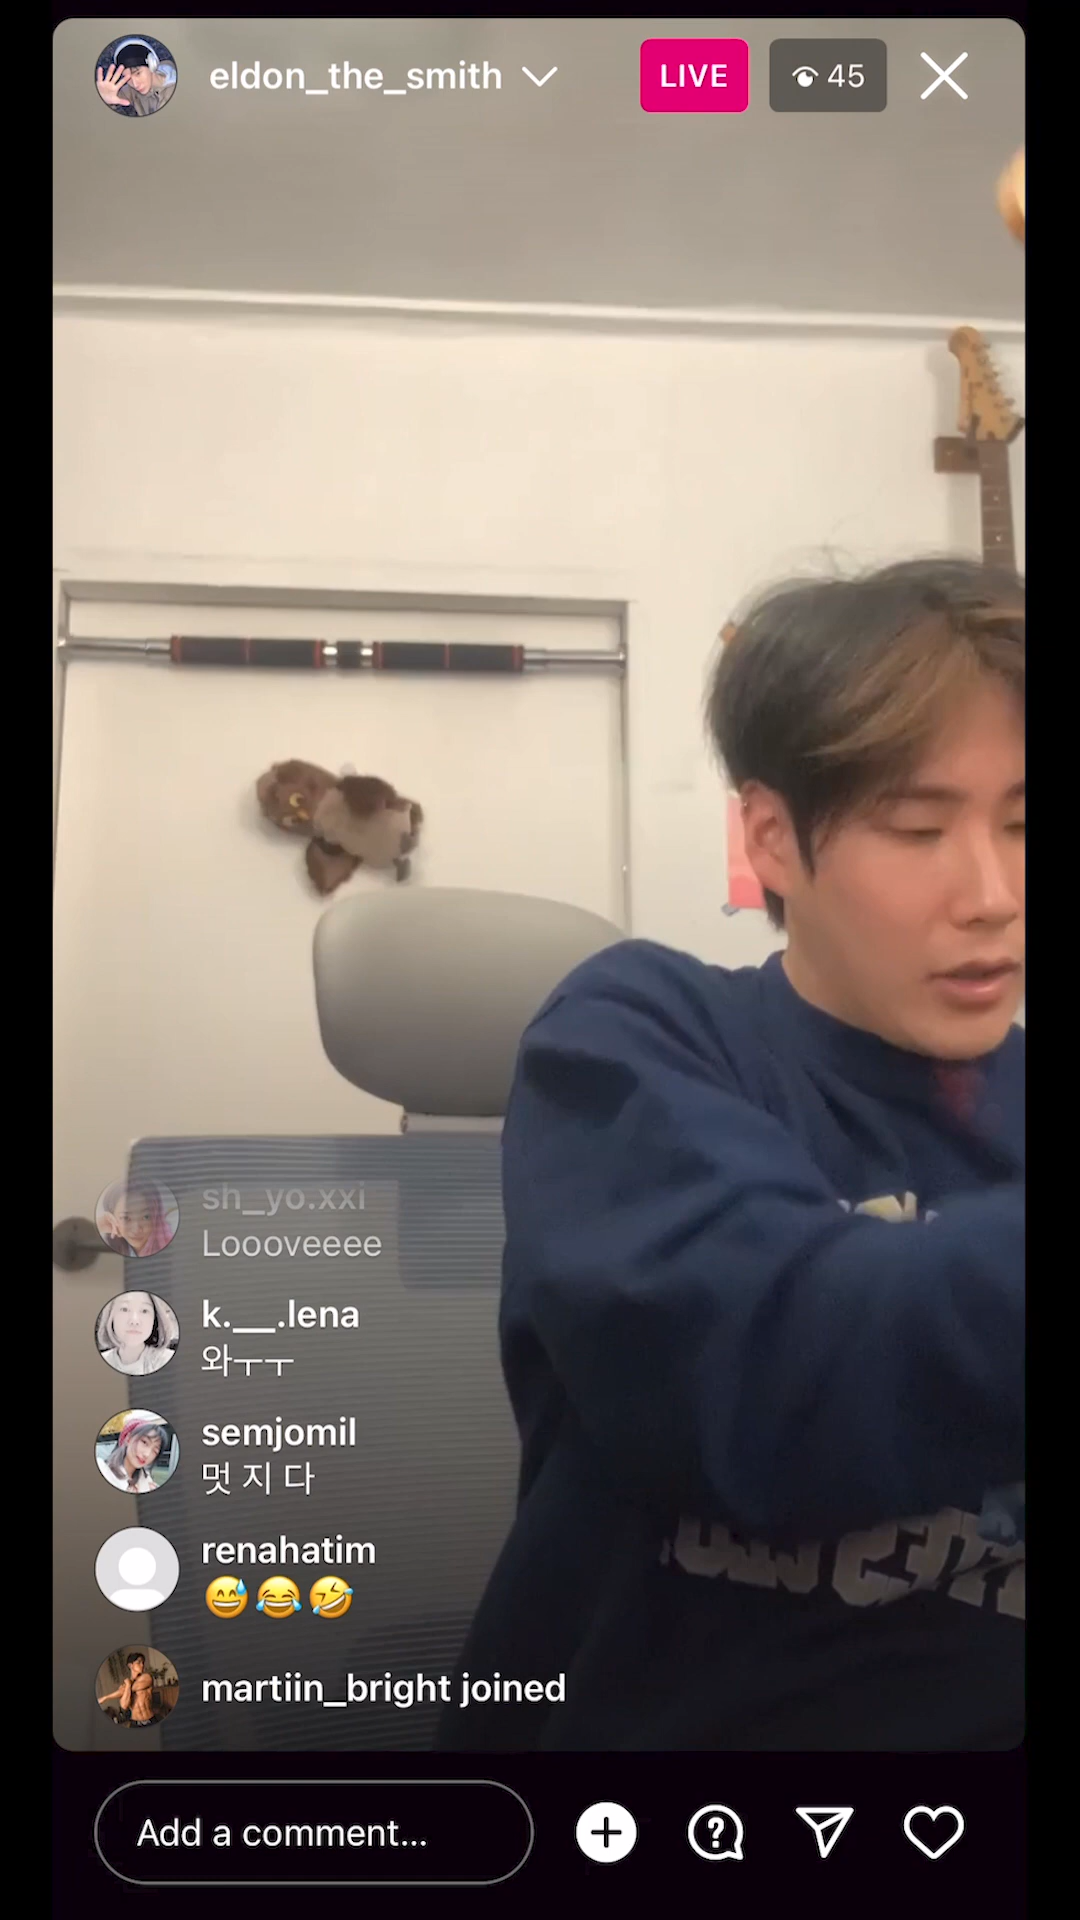 eldon_the_smith
LIVE
45
sh_yo.xxi
Loooveeee
k.__.lena
와ㅜㅜ
semjomil
멋 지 다
renahatim
😅😂🤣
martiin_bright joined
Add a comment...